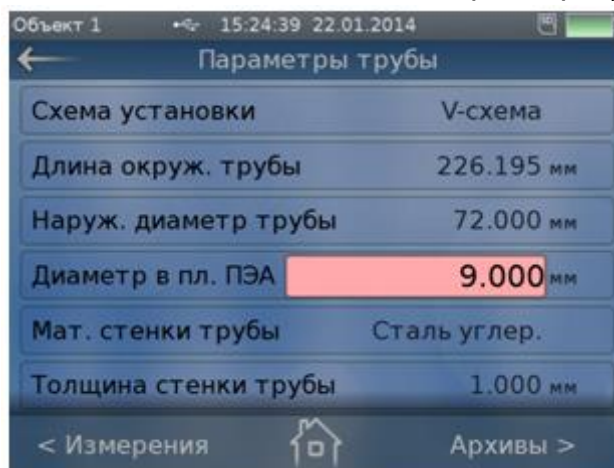 Объект 1 15:24:39 22.01.2014
Параметры трубы
Схема установки V-схема
Длина окруж. трубы 226.195 мм
Наруж. диаметр трубы 72.000 мм
Диаметр в пл. ПЭА 9.000 мм
Мат. стенки трубы Сталь углер.
Толщина стенки трубы 1.000 мм
< Измерения Архивы >